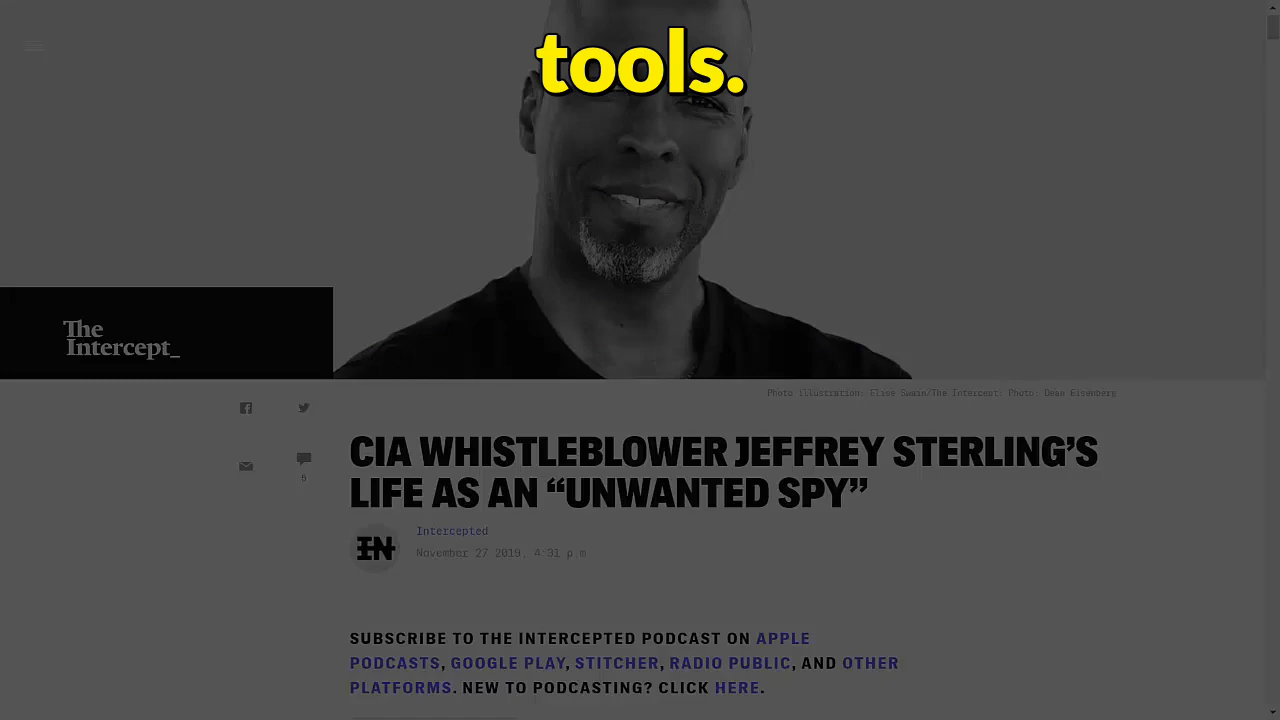 tools.
The
Intercept_
Photo illustration: Elise Swain/The Intercept; Photo: Dean Eisenberg
6
CIA WHISTLEBLOWER JEFFREY STERLING’S
LIFE AS AN “UNWANTED SPY”
IN
Intercepted
November 27 2019, 4:31 p.m
SUBSCRIBE TO THE INTERCEPTED PODCAST ON APPLE
PODCASTS, GOOGLE PLAY, STITCHER, RADIO PUBLIC, AND OTHER
PLATFORMS. NEW TO PODCASTING? CLICK HERE.